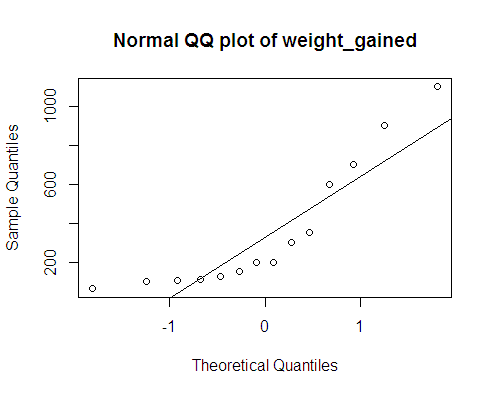 Normal QQ plot of weight_gained
Sample Quantiles
1000
600
200
-1 0 1
Theoretical Quantiles